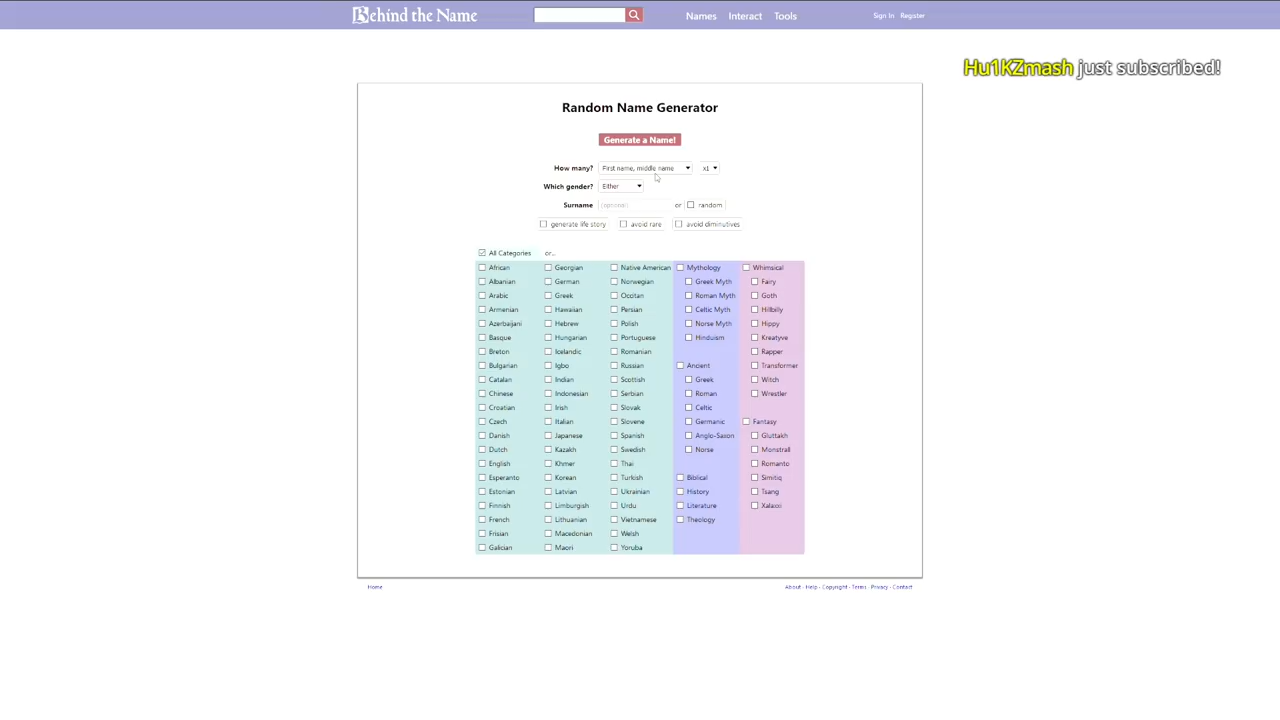 Behind the Name
Names Interact Tools
Sign In Register
Hu1KZmash just subscribed!
Random Name Generator
Generate a Name!
How many? First name, middle name x1
Which gender? Either
Surname (optional) or random
generate life story avoid rare avoid diminutives
All Categories or...
African Georgian Native American Mythology Whimsical
Albanian German Norwegian Greek Myth Fairy
Arabic Greek Occitan Roman Myth Goth
Armenian Hawaiian Persian Celtic Myth Hillbilly
Azerbaijani Hebrew Polish Norse Myth Hippy
Basque Hungarian Portuguese Hinduism Kreatyve
Breton Icelandic Romanian Rapper
Bulgarian Igbo Russian Ancient Transformer
Catalan Indian Scottish Greek Witch
Chinese Indonesian Serbian Roman Wrestler
Croatian Irish Slovak Celtic
Czech Italian Slovene Germanic Fantasy
Danish Japanese Spanish Anglo-Saxon Gluttakh
Dutch Kazakh Swedish Norse Monstrall
English Khmer Thai Romanto
Esperanto Korean Turkish Biblical Simitiq
Estonian Latvian Ukrainian History Tsang
Finnish Limburgish Urdu Literature Xalaxxi
French Lithuanian Vietnamese Theology
Frisian Macedonian Welsh
Galician Maori Yoruba
Home About · Help · Copyright · Terms · Privacy · Contact